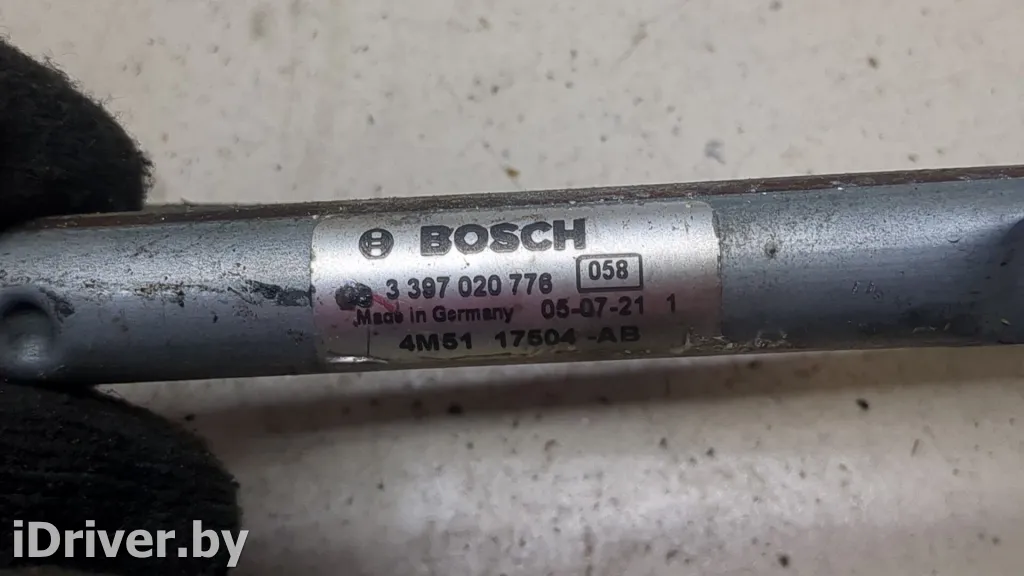 BOSCH
3 397 020 776 058
Made in Germany 05-07-21 1
4M51 17504-AB
iDriver.by